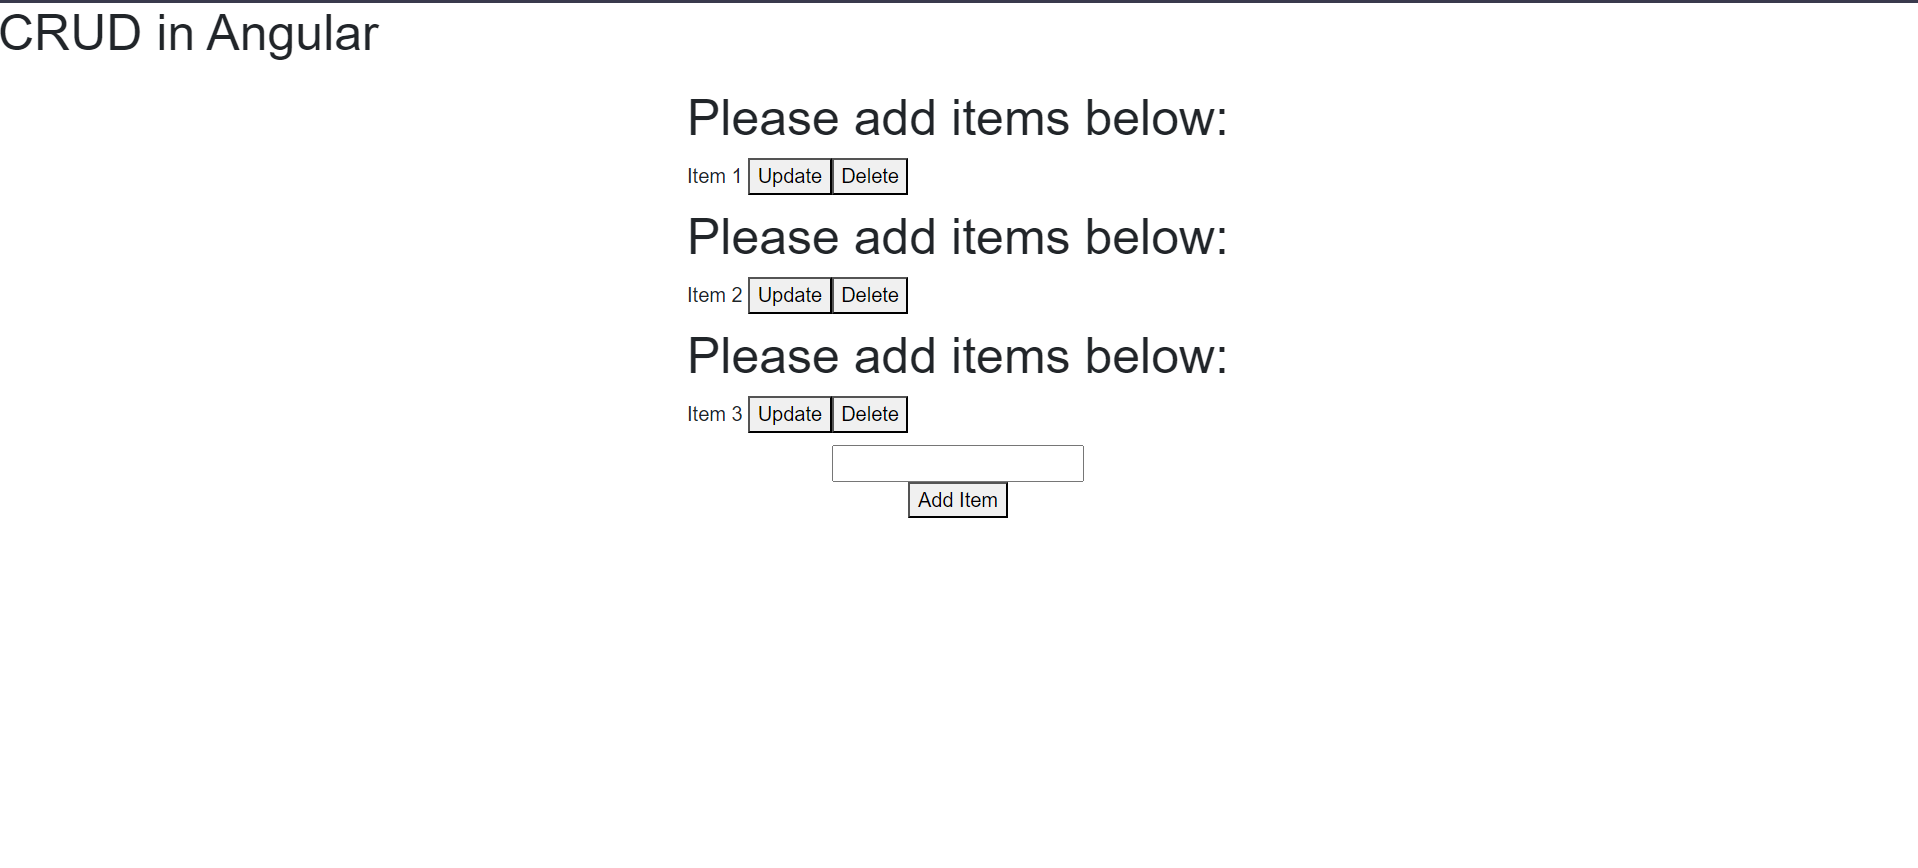 CRUD in Angular
Please add items below:
Item 1 Update Delete
Please add items below:
Item 2 Update Delete
Please add items below:
Item 3 Update Delete
Add Item